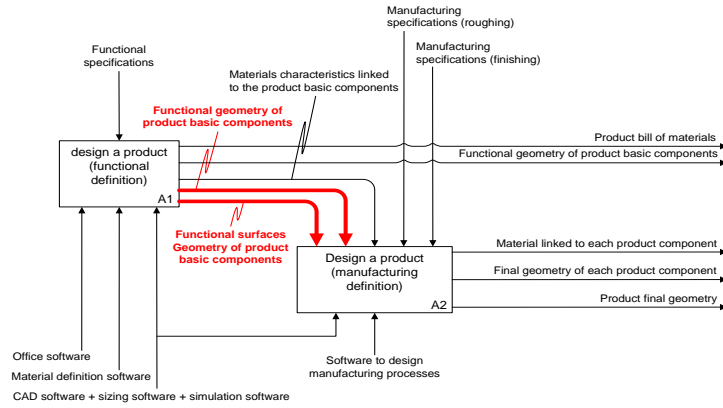 Manufacturing
specifications (roughing)
Manufacturing
specifications (finishing)
Functional
specifications
Materials characteristics linked
to the product basic components
Functional geometry of
product basic components
Product bill of materials
Functional geometry of product basic components
design a product
(functional
definition)
A1
Functional surfaces
Geometry of product
basic components
Material linked to each product component
Final geometry of each product component
Product final geometry
Design a product
(manufacturing
definition)
A2
Office software
Material definition software
CAD software + sizing software + simulation software
Software to design
manufacturing processes